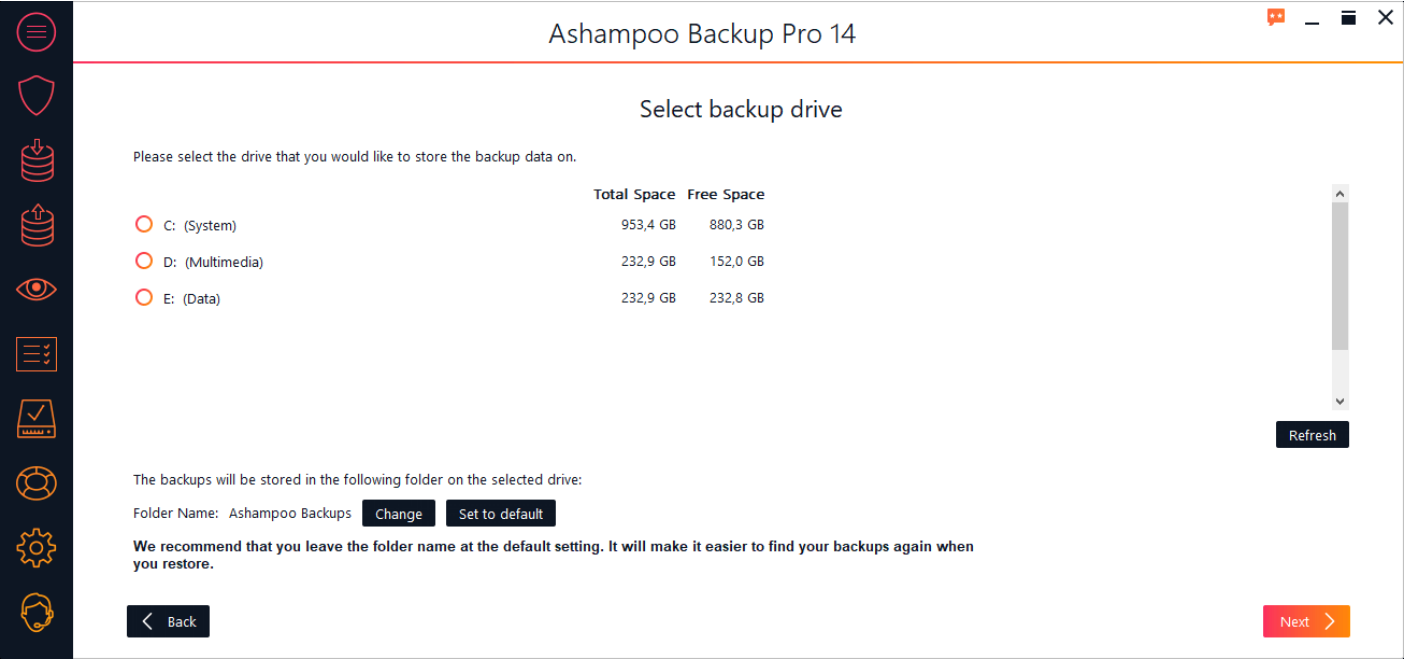 Ashampoo Backup Pro 14
Select backup drive
Please select the drive that you would like to store the backup data on.
Total Space Free Space
C: (System) 953,4 GB 880,3 GB
D: (Multimedia) 232,9 GB 152,0 GB
E: (Data) 232,9 GB 232,8 GB
Refresh
The backups will be stored in the following folder on the selected drive:
Folder Name: Ashampoo Backups Change Set to default
We recommend that you leave the folder name at the default setting. It will make it easier to find your backups again when
you restore.
Back Next